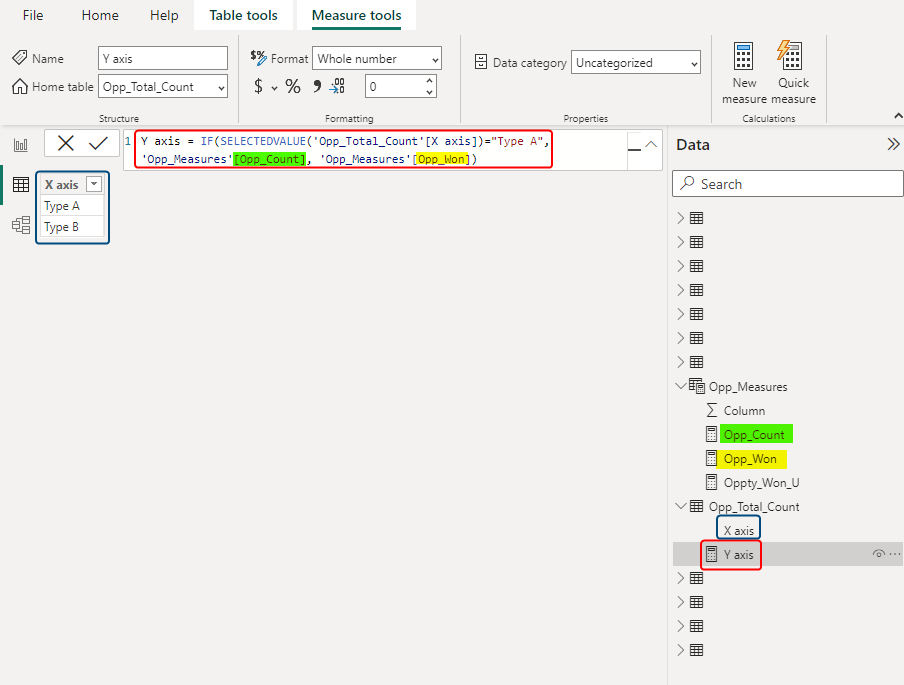 File Home Help Table tools Measure tools
Name Y axis
Home table Opp_Total_Count
Structure
$% Format Whole number
$ % 0
Formatting
Data category Uncategorized
Properties
New measure
Quick measure
Calculations
1 Y axis = IF(SELECTEDVALUE('Opp_Total_Count'[X axis])="Type A",
'Opp_Measures'[Opp_Count], 'Opp_Measures'[Opp_Won])
X axis
Type A
Type B
Data
Search
Opp_Measures
Column
Opp_Count
Opp_Won
Oppty_Won_U
Opp_Total_Count
X axis
Y axis